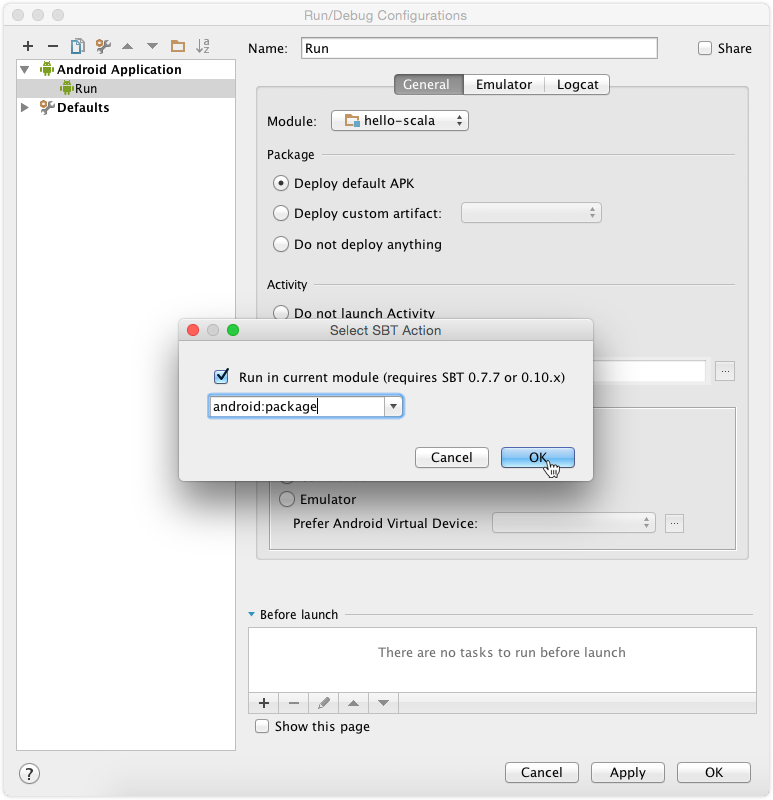 Run/Debug Configurations
Name: Run Share
Android Application
Run
Defaults
General Emulator Logcat
Module: hello-scala
Package
Deploy default APK
Deploy custom artifact:
Do not deploy anything
Activity
Do not launch Activity
Select SBT Action
Run in current module (requires SBT 0.7.7 or 0.10.x)
android:package
Cancel OK
Emulator
Prefer Android Virtual Device:
Before launch
There are no tasks to run before launch
Show this page
? Cancel Apply OK